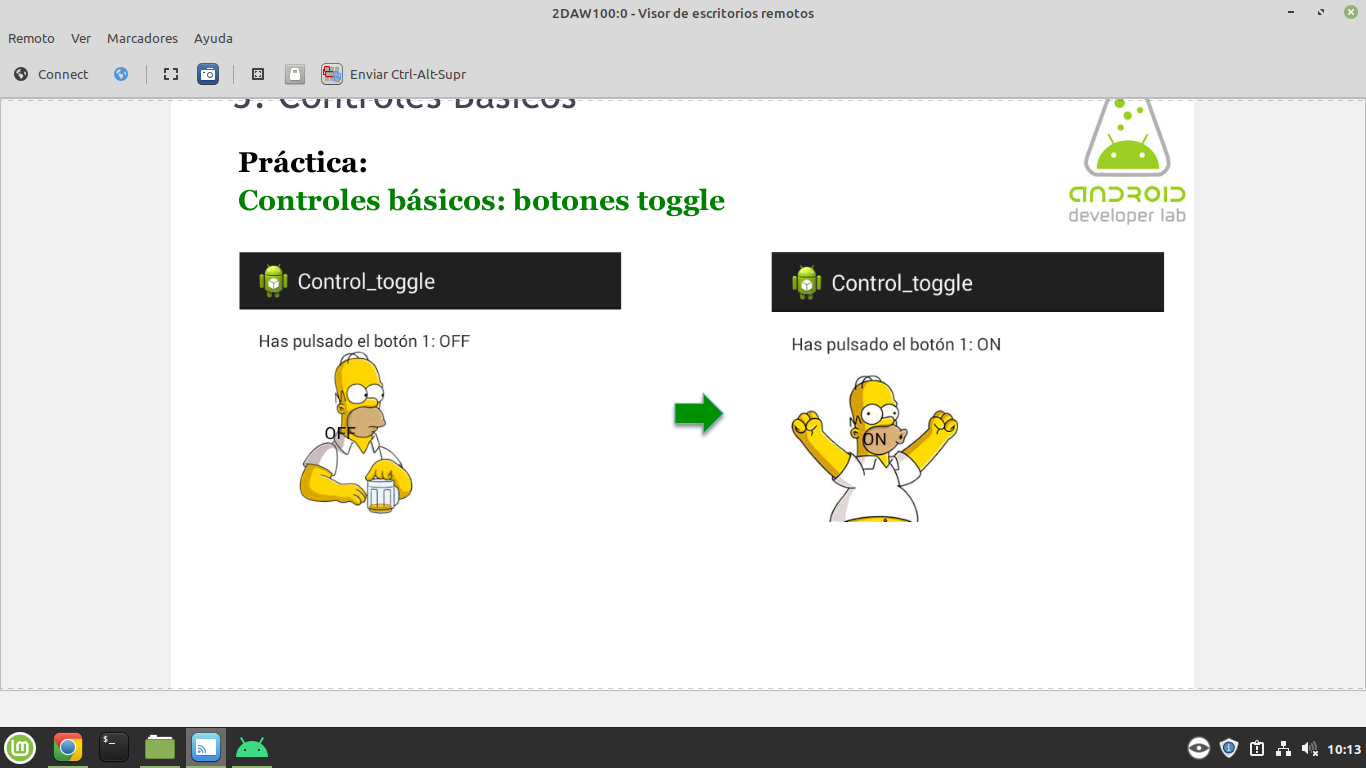 2DAW100:0 - Visor de escritorios remotos
Remoto Ver Marcadores Ayuda
Connect
Enviar Ctrl-Alt-Supr
3. Controles Básicos
Práctica:
Controles básicos: botones toggle
ANDROID
developer lab
Control_toggle
Has pulsado el botón 1: OFF
OFF
Control_toggle
Has pulsado el botón 1: ON
ON
lm
$_
10:13